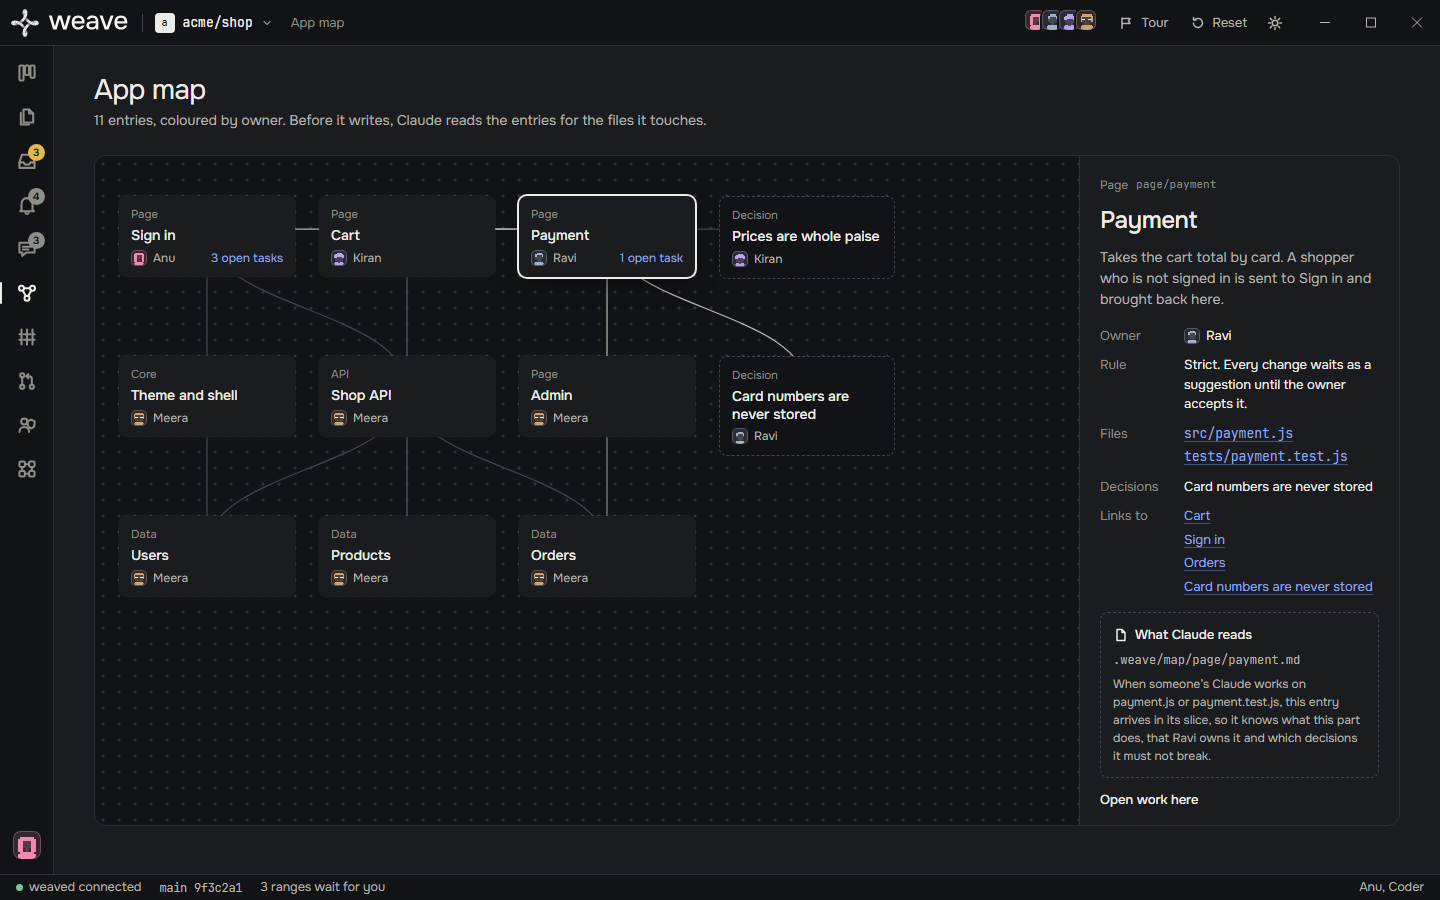 weave
a acme/shop
App map
Tour
Reset
3
4
3
App map
11 entries, coloured by owner. Before it writes, Claude reads the entries for the files it touches.
Page
Sign in
Anu
3 open tasks
Page
Cart
Kiran
Page
Payment
Ravi
1 open task
Decision
Prices are whole paise
Kiran
Core
Theme and shell
Meera
API
Shop API
Meera
Page
Admin
Meera
Decision
Card numbers are
never stored
Ravi
Data
Users
Meera
Data
Products
Meera
Data
Orders
Meera
Page page/payment
Payment
Takes the cart total by card. A shopper
who is not signed in is sent to Sign in and
brought back here.
Owner
Ravi
Rule
Strict. Every change waits as a
suggestion until the owner
accepts it.
Files
src/payment.js
tests/payment.test.js
Decisions
Card numbers are never stored
Links to
Cart
Sign in
Orders
Card numbers are never stored
What Claude reads
.weave/map/page/payment.md
When someone's Claude works on
payment.js or payment.test.js, this entry
arrives in its slice, so it knows what this part
does, that Ravi owns it and which decisions
it must not break.
Open work here
weaved connected
main 9f3c2a1
3 ranges wait for you
Anu, Coder